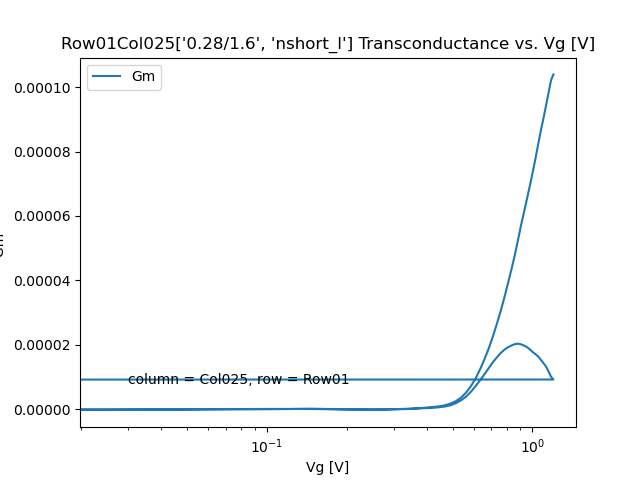 Row01Col025['0.28/1.6', 'nshort_l'] Transconductance vs. Vg [V]
Gm
0.00010
0.00008
0.00006
0.00004
0.00002
0.00000
column = Col025, row = Row01
10⁻¹
10⁰
Vg [V]